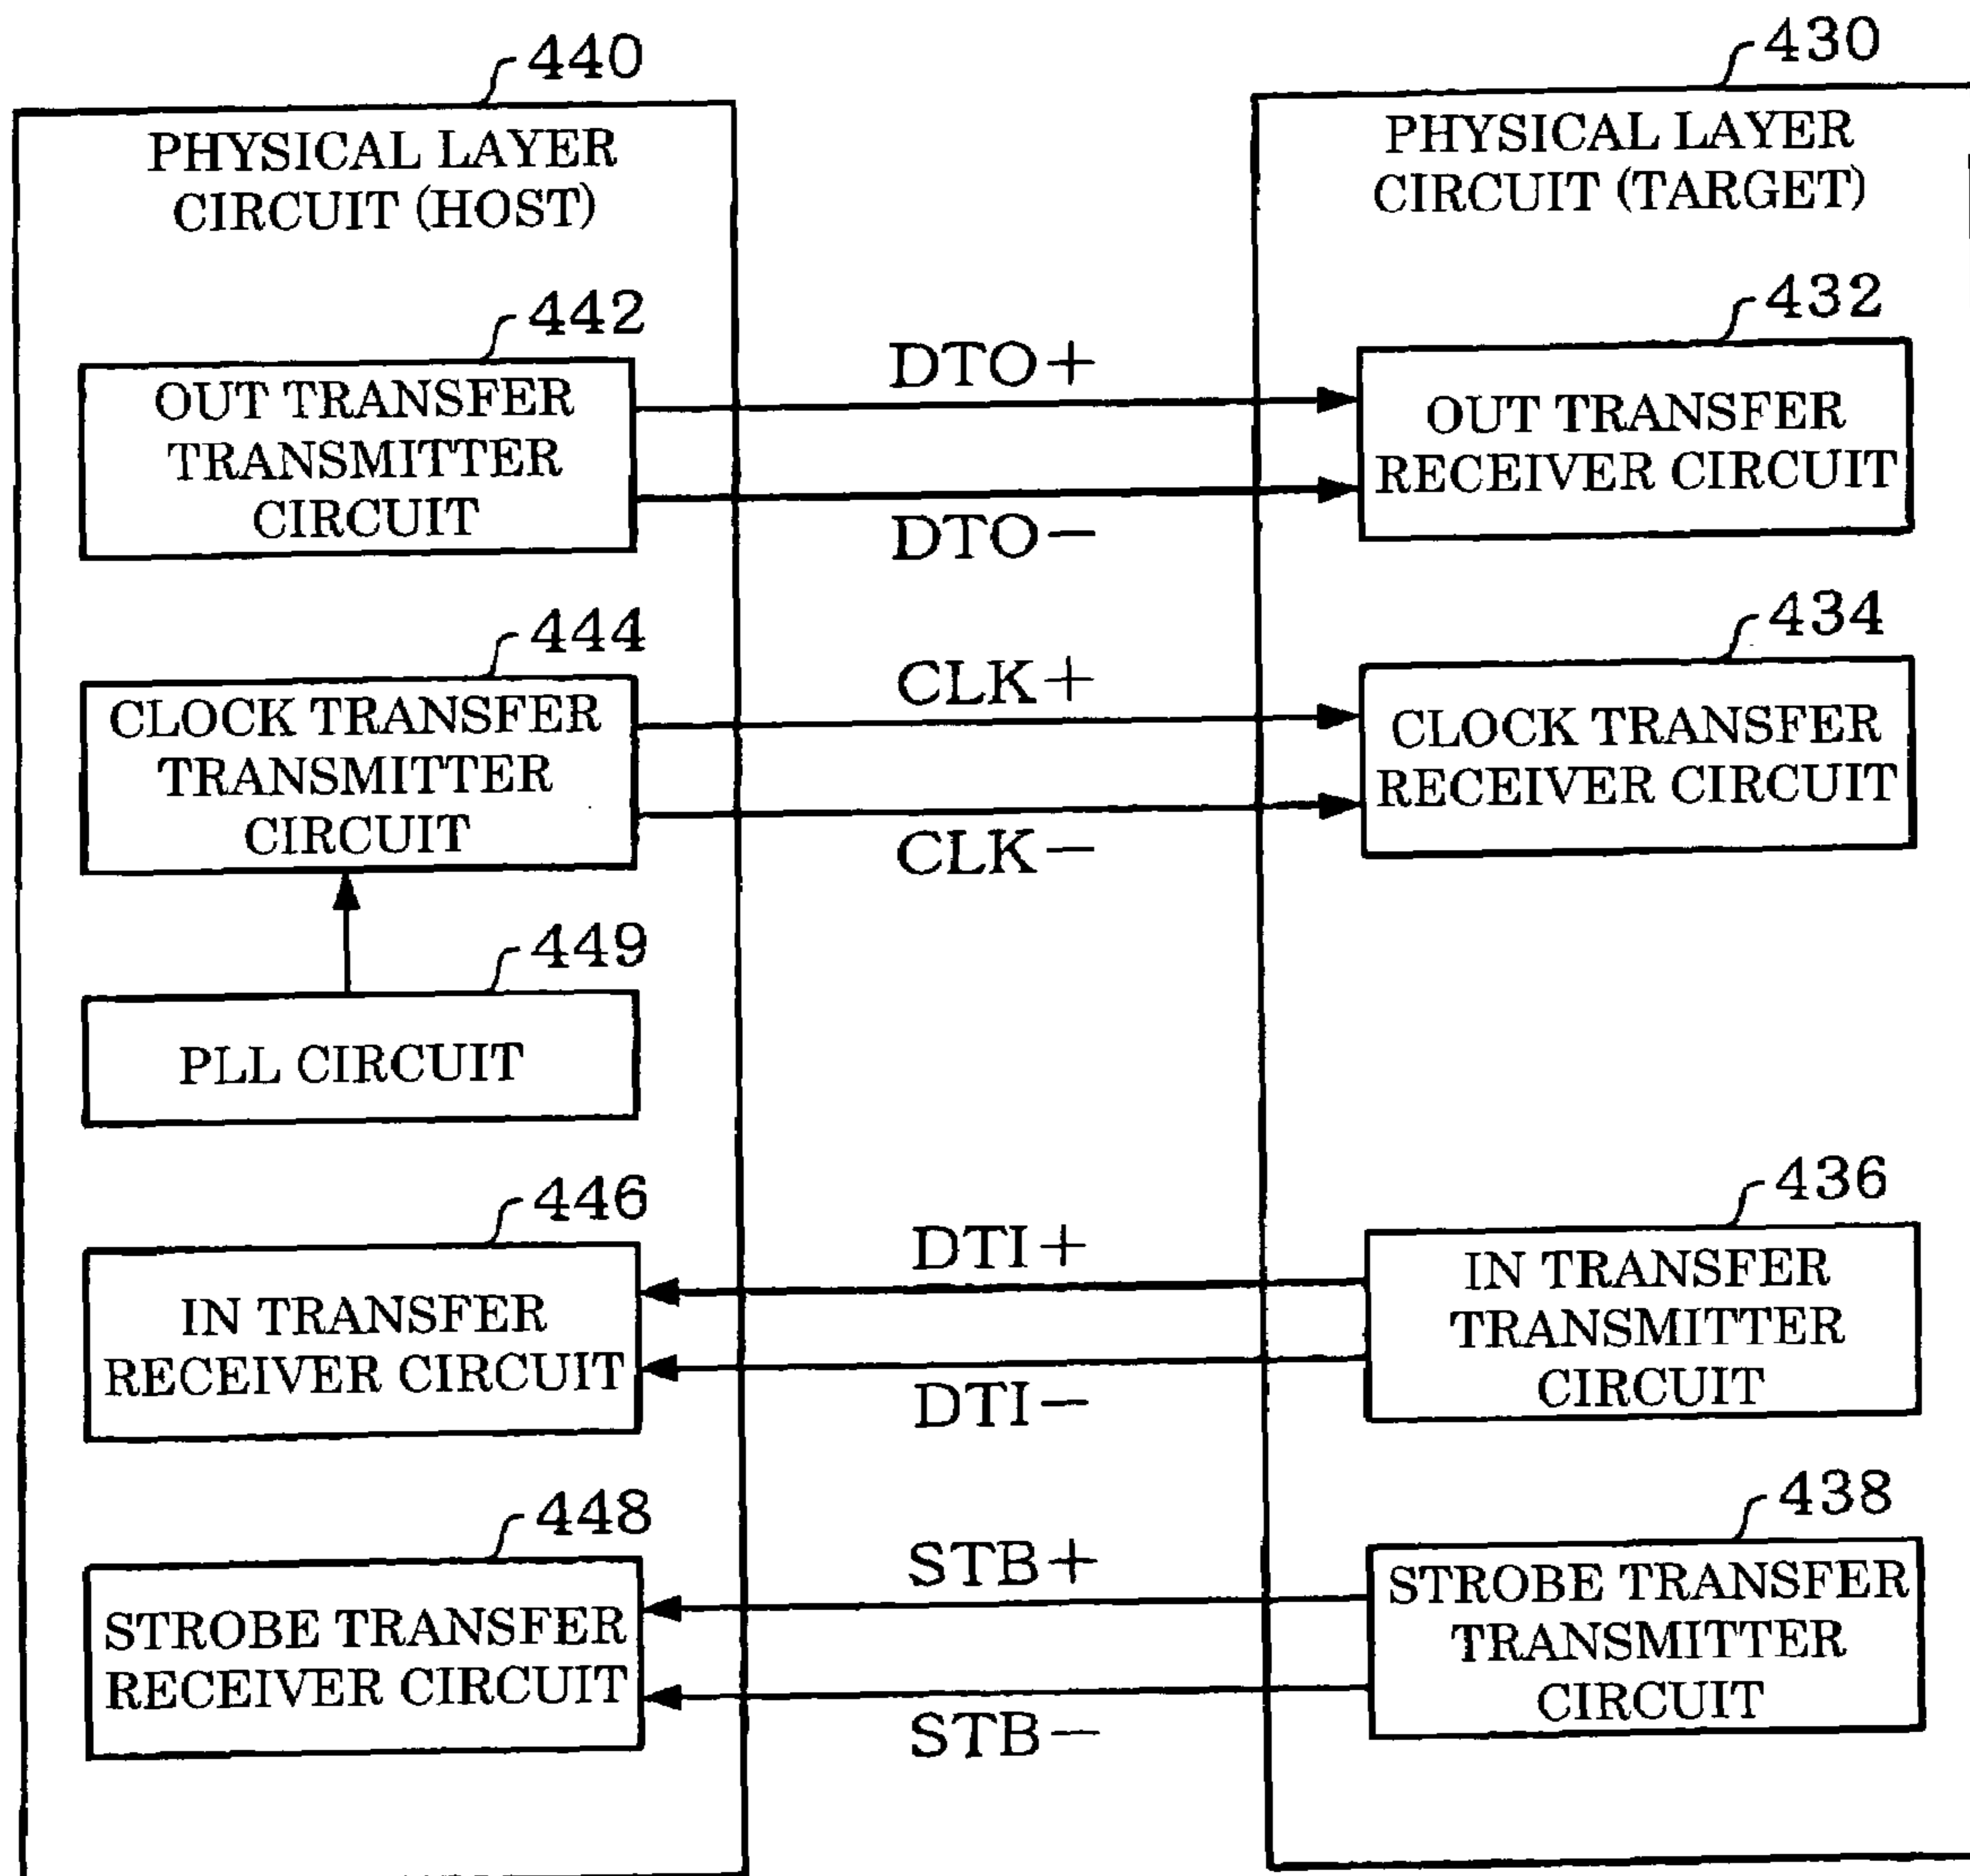 440
430
PHYSICAL LAYER
CIRCUIT (HOST)
PHYSICAL LAYER
CIRCUIT (TARGET)
442
OUT TRANSFER
TRANSMITTER
CIRCUIT
DTO+
DTO−
432
OUT TRANSFER
RECEIVER CIRCUIT
444
CLOCK TRANSFER
TRANSMITTER
CIRCUIT
CLK+
CLK−
434
CLOCK TRANSFER
RECEIVER CIRCUIT
449
PLL CIRCUIT
446
IN TRANSFER
RECEIVER CIRCUIT
DTI+
DTI−
436
IN TRANSFER
TRANSMITTER
CIRCUIT
448
STROBE TRANSFER
RECEIVER CIRCUIT
STB+
STB−
438
STROBE TRANSFER
TRANSMITTER
CIRCUIT